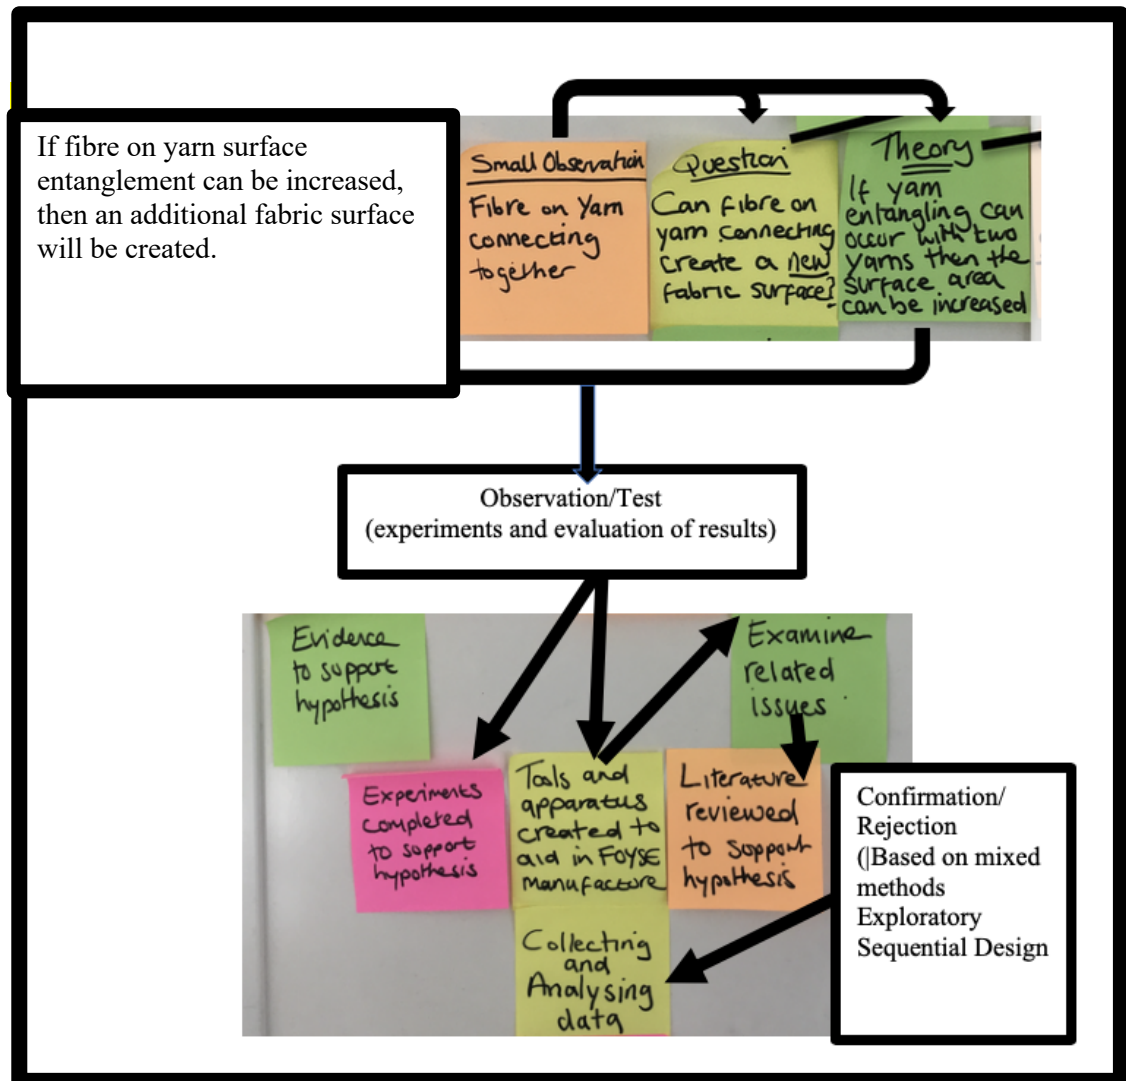 If fibre on yarn surface
entanglement can be increased,
then an additional fabric surface
will be created.
Small Observation
Fibre on Yarn
connecting
together
Question
Can fibre on
yarn connecting
create a new
fabric surface?
Theory
If yarn
entangling can
occur with two
yarns then the
surface area
can be increased
Observation/Test
(experiments and evaluation of results)
Evidence
to support
hypothesis
Examine
related
issues
Experiments
completed
to support
hypothesis
Tools and
apparatus
created to
aid in FOYSE
manufacture
Literature
reviewed
to support
hypothesis
Confirmation/
Rejection
(|Based on mixed
methods
Exploratory
Sequential Design
Collecting
and
Analysing
data